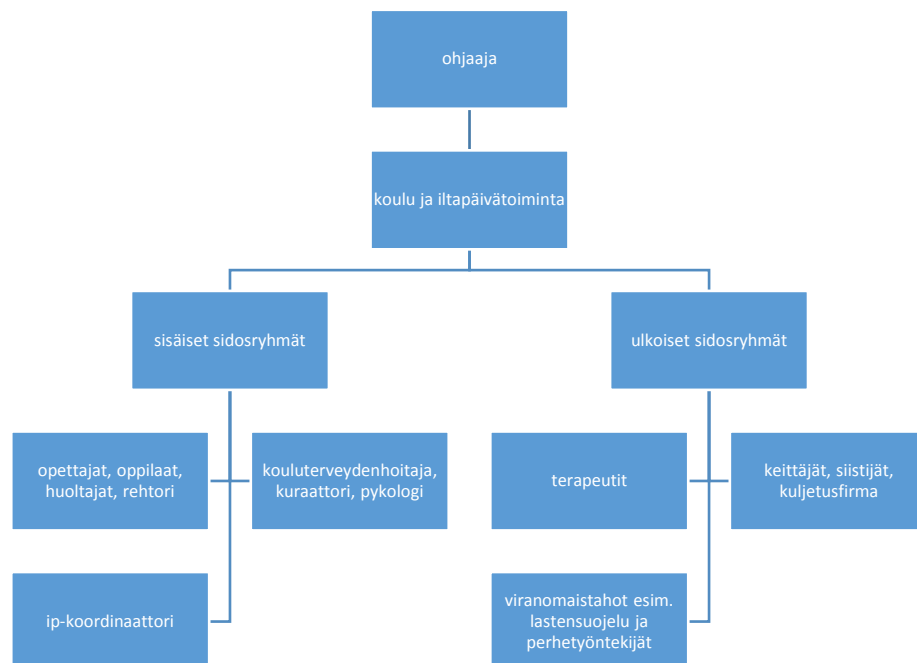 ohjaaja
koulu ja iltapäivätoiminta
sisäiset sidosryhmät
ulkoiset sidosryhmät
opettajat, oppilaat,
huoltajat, rehtori
kouluterveydenhoitaja,
kuraattori, pykologi
terapeutit
keittäjät, siistijät,
kuljetusfirma
ip-koordinaattori
viranomaistahot esim.
lastensuojelu ja
perhetyöntekijät